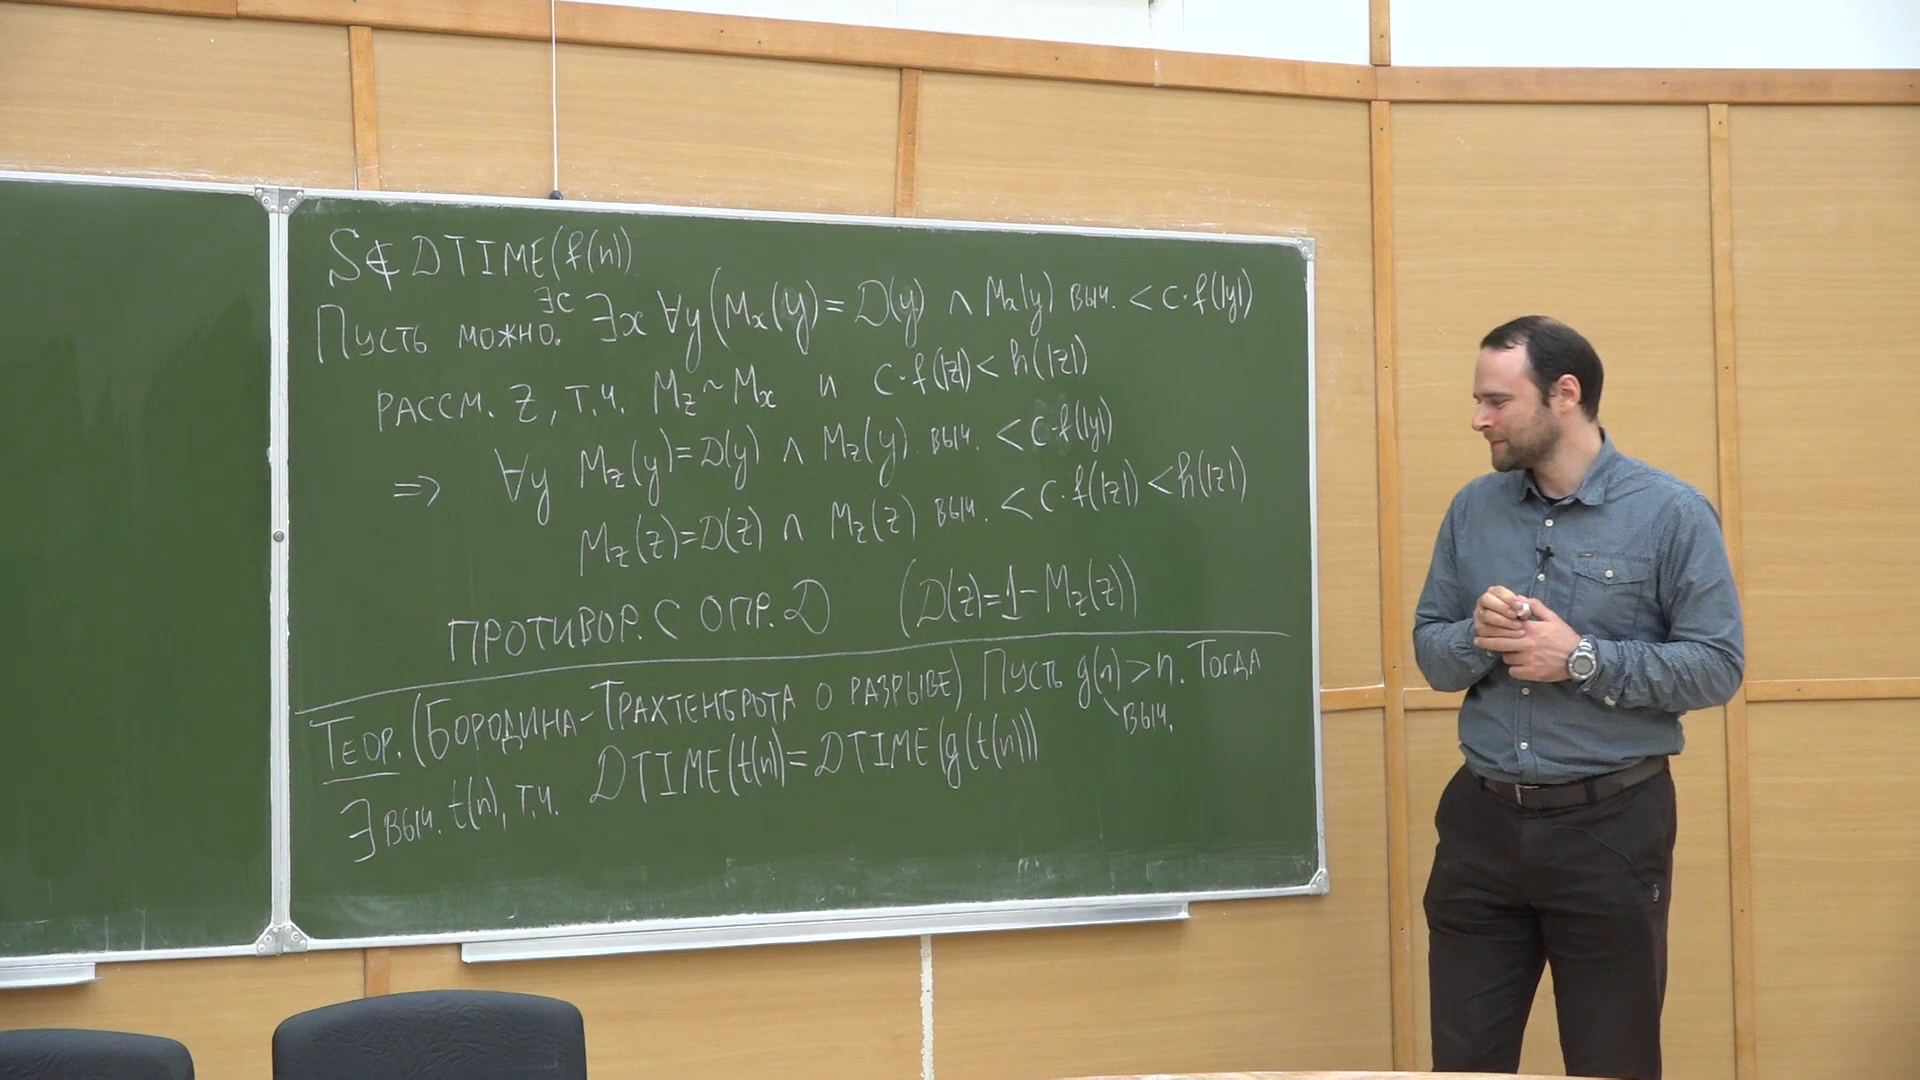 S∉DTIME(f(n))
Пусть можно. ∃c ∃x ∀y (Mx(y)=D(y) ∧ Mx(y) выч. < c·f(|y|)
рассм. z, т.ч. Mz~Mx и c·f(|z|)<h(|z|)
⇒ ∀y Mz(y)=D(y) ∧ Mz(y). выч. < c·f(|y|)
Mz(z)=D(z) ∧ Mz(z) выч. < c·f(|z|) < h(|z|)
Противор. с опр. D (D(z)=1-Mz(z))
Теор. (Бородина-Трахтенброта о разрыве) Пусть g(n)>n. Тогда
выч.
∃ выч. t(n), т.ч. DTIME(t(n))=DTIME(g(t(n)))